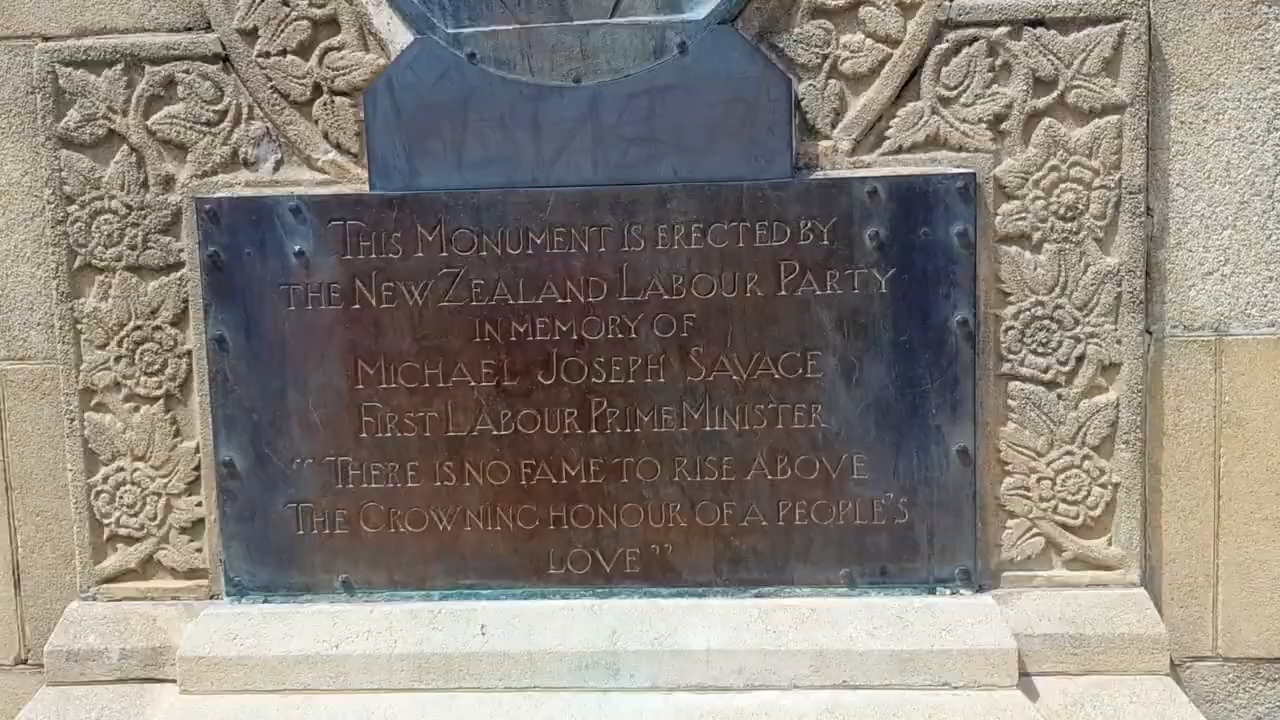 THIS MONUMENT IS ERECTED BY
THE NEW ZEALAND LABOUR PARTY
IN MEMORY OF
MICHAEL JOSEPH SAVAGE
FIRST LABOUR PRIME MINISTER
“ THERE IS NO FAME TO RISE ABOVE
THE CROWNING HONOUR OF A PEOPLE'S
LOVE ”